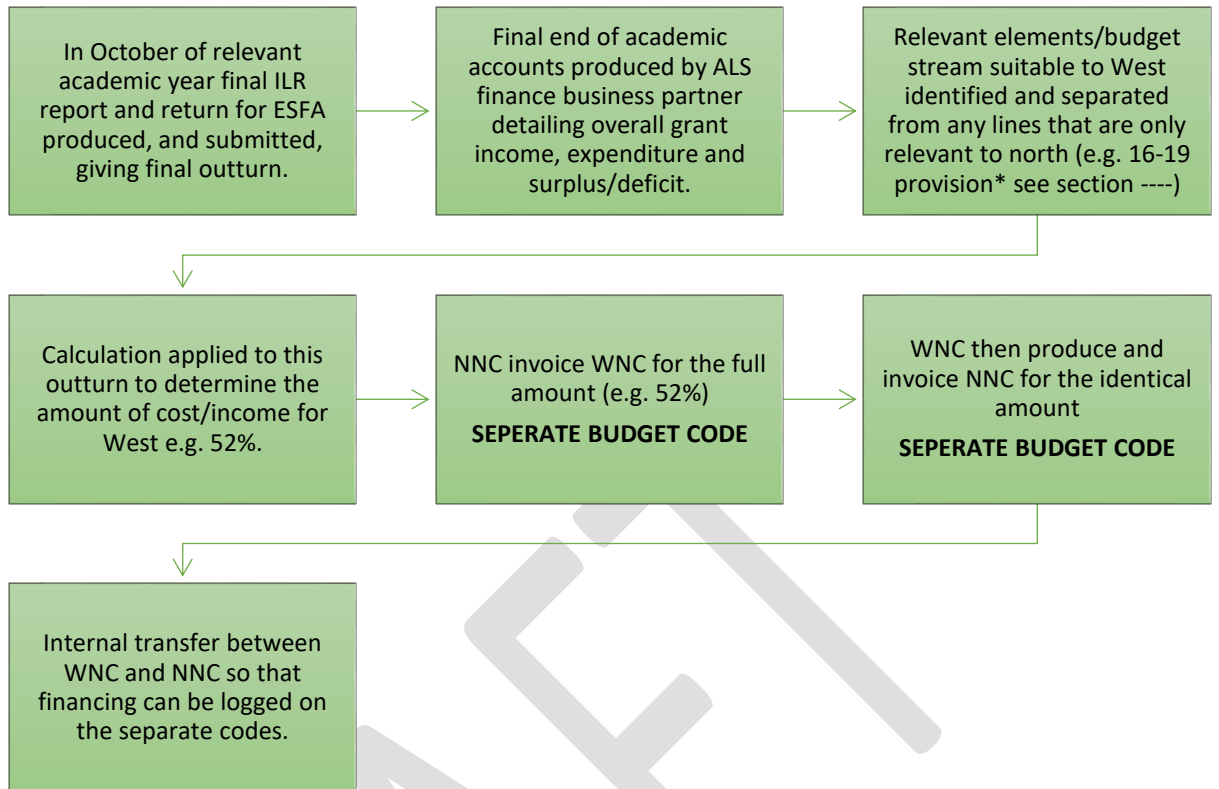 In October of relevant
academic year final ILR
report and return for ESFA
produced, and submitted,
giving final outturn.
Final end of academic
accounts produced by ALS
finance business partner
detailing overall grant
income, expenditure and
surplus/deficit.
Relevant elements/budget
stream suitable to West
identified and separated
from any lines that are only
relevant to north (e.g. 16-19
provision* see section ----)
Calculation applied to this
outturn to determine the
amount of cost/income for
West e.g. 52%.
NNC invoice WNC for the full
amount (e.g. 52%)
SEPERATE BUDGET CODE
WNC then produce and
invoice NNC for the identical
amount
SEPERATE BUDGET CODE
Internal transfer between
WNC and NNC so that
financing can be logged on
the separate codes.